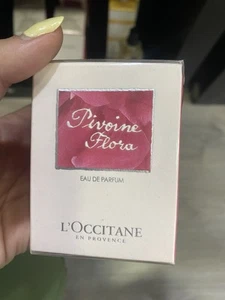 Pivoine
Flora
EAU DE PARFUM
L'OCCITANE
EN PROVENCE